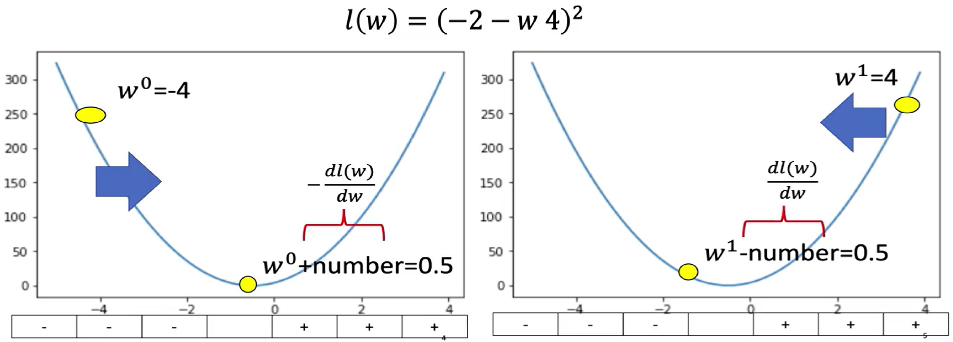 l(w) = (−2 − w 4)²
w⁰=-4
− dl(w)/dw
w⁰+number=0.5
300
250
200
150
100
50
0
−4 −2 0 2 4
- - - + + +
4
w¹=4
dl(w)/dw
w¹-number=0.5
300
250
200
150
100
50
0
−4 −2 0 2 4
- - - + + +
5